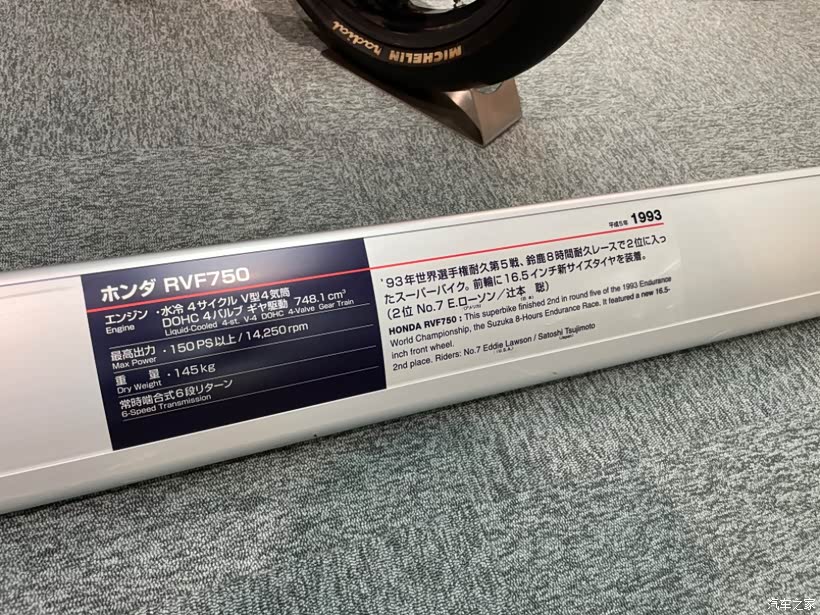 MICHELIN radial
平成5年 1993
ホンダ RVF750
エンジン・水冷 4サイクル V型4気筒
Engine DOHC 4バルブ ギヤ駆動 748.1cm³
Liquid-Cooled 4-st. V-4 DOHC 4-Valve Gear Train
最高出力・150PS以上/14,250rpm
Max Power
重 量・145kg
Dry Weight
常時噛合式6段リターン
6-Speed Transmission
'93年世界選手権耐久第5戦、鈴鹿8時間耐久レースで2位に入っ
たスーパーバイク。前輪に16.5インチ新サイズタイヤを装着。
(2位 No.7 E.ローソン/辻本 聡)
HONDA RVF750 : This superbike finished 2nd in round five of the 1993 Endurance
World Championship, the Suzuka 8-Hours Endurance Race. It featured a new 16.5-
inch front wheel.
2nd place. Riders: No.7 Eddie Lawson / Satoshi Tsujimoto
(U.S.A.) (Japan)
汽车之家